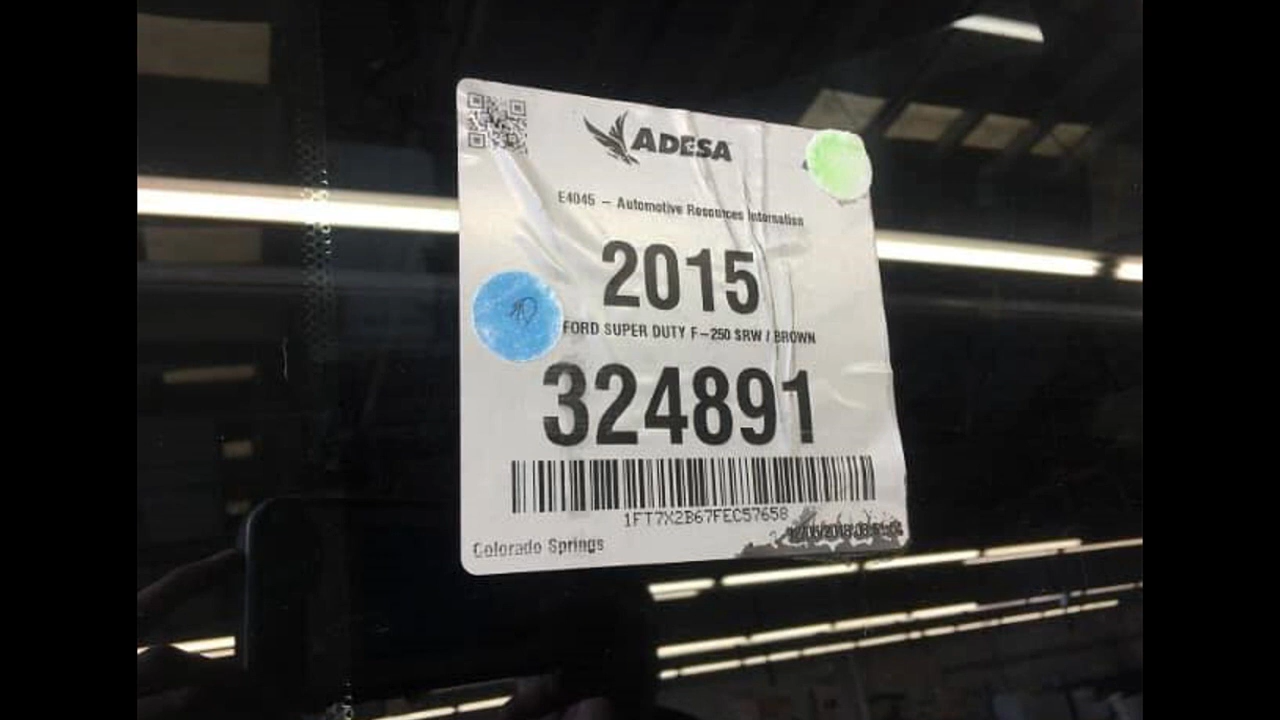 ADESA
E4045 - Automotive Resources Internation
2015
FORD SUPER DUTY F-250 SRW / BROWN
324891
1FT7X2B67FEC57658
Colorado Springs